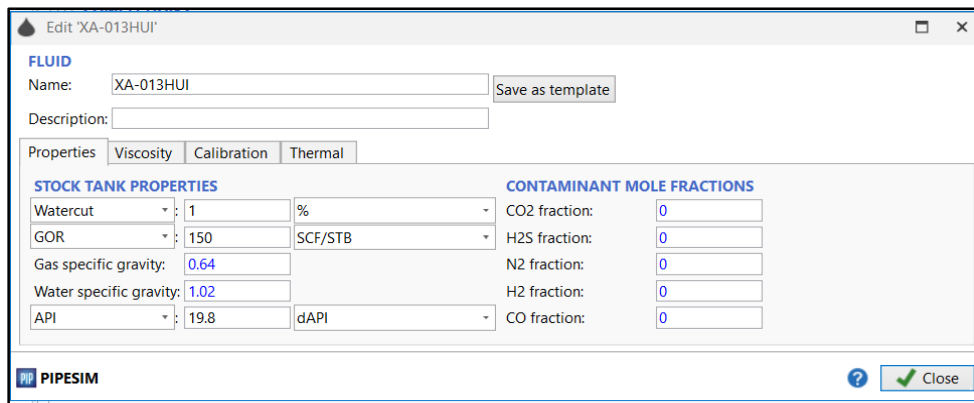 Edit 'XA-013HUI'
FLUID
Name: XA-013HUI Save as template
Description:
Properties Viscosity Calibration Thermal
STOCK TANK PROPERTIES CONTAMINANT MOLE FRACTIONS
Watercut : 1 % CO2 fraction: 0
GOR : 150 SCF/STB H2S fraction: 0
Gas specific gravity: 0.64 N2 fraction: 0
Water specific gravity: 1.02 H2 fraction: 0
API : 19.8 dAPI CO fraction: 0
PIP PIPESIM ? Close